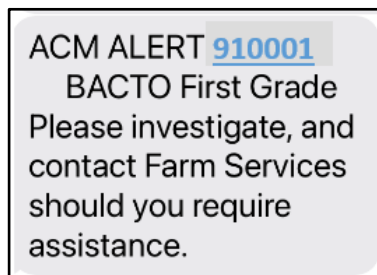 ACM ALERT 910001
BACTO First Grade
Please investigate, and
contact Farm Services
should you require
assistance.